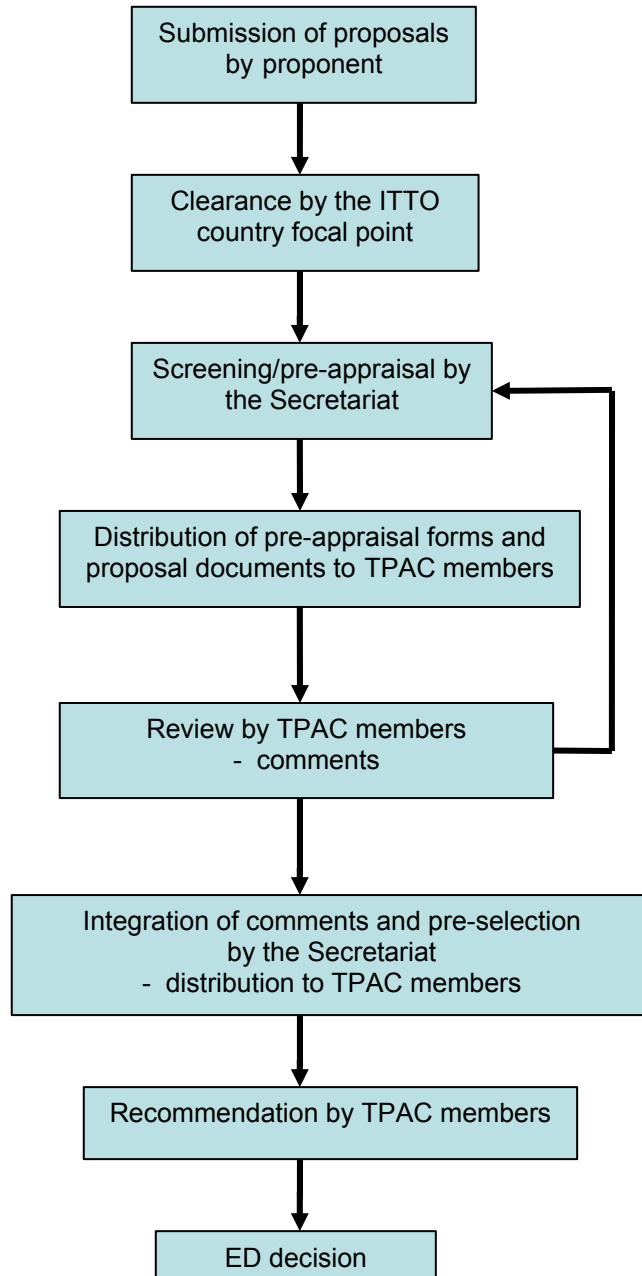 Submission of proposals
by proponent
Clearance by the ITTO
country focal point
Screening/pre-appraisal by
the Secretariat
Distribution of pre-appraisal forms and
proposal documents to TPAC members
Review by TPAC members
- comments
Integration of comments and pre-selection
by the Secretariat
- distribution to TPAC members
Recommendation by TPAC members
ED decision